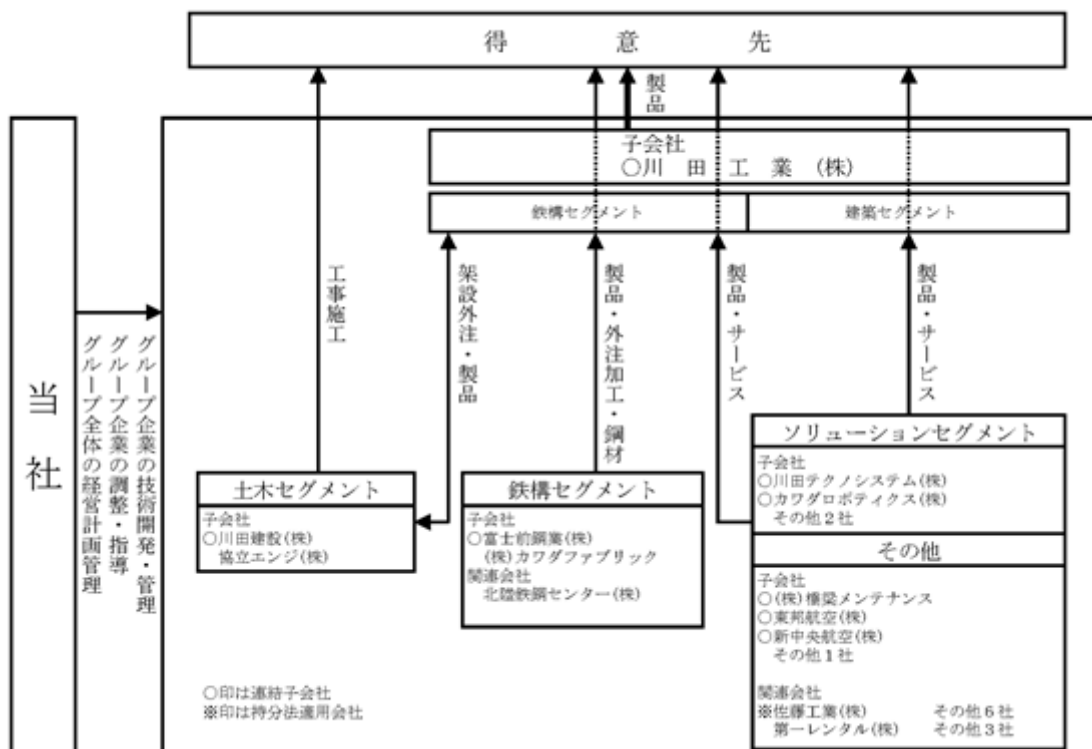 得意先
製品
子会社
○川田工業(株)
鉄構セグメント
建築セグメント
工事施工
架設外注・製品
製品・外注加工・鋼材
製品・サービス
製品・サービス
当社
グループ企業の技術開発・管理
グループ企業の調整・指導
グループ全体の経営計画管理
土木セグメント
子会社
○川田建設(株)
協立エンジ(株)
鉄構セグメント
子会社
○富士前鋼業(株)
(株)カワダファブリック
関連会社
北陸鉄鋼センター(株)
ソリューションセグメント
子会社
○川田テクノシステム(株)
○カワダロボティクス(株)
その他2社
その他
子会社
○(株)橋梁メンテナンス
○東邦航空(株)
○新中央航空(株)
その他1社
関連会社
※佐藤工業(株) その他6社
第一レンタル(株) その他3社
○印は連結子会社
※印は持分法適用会社